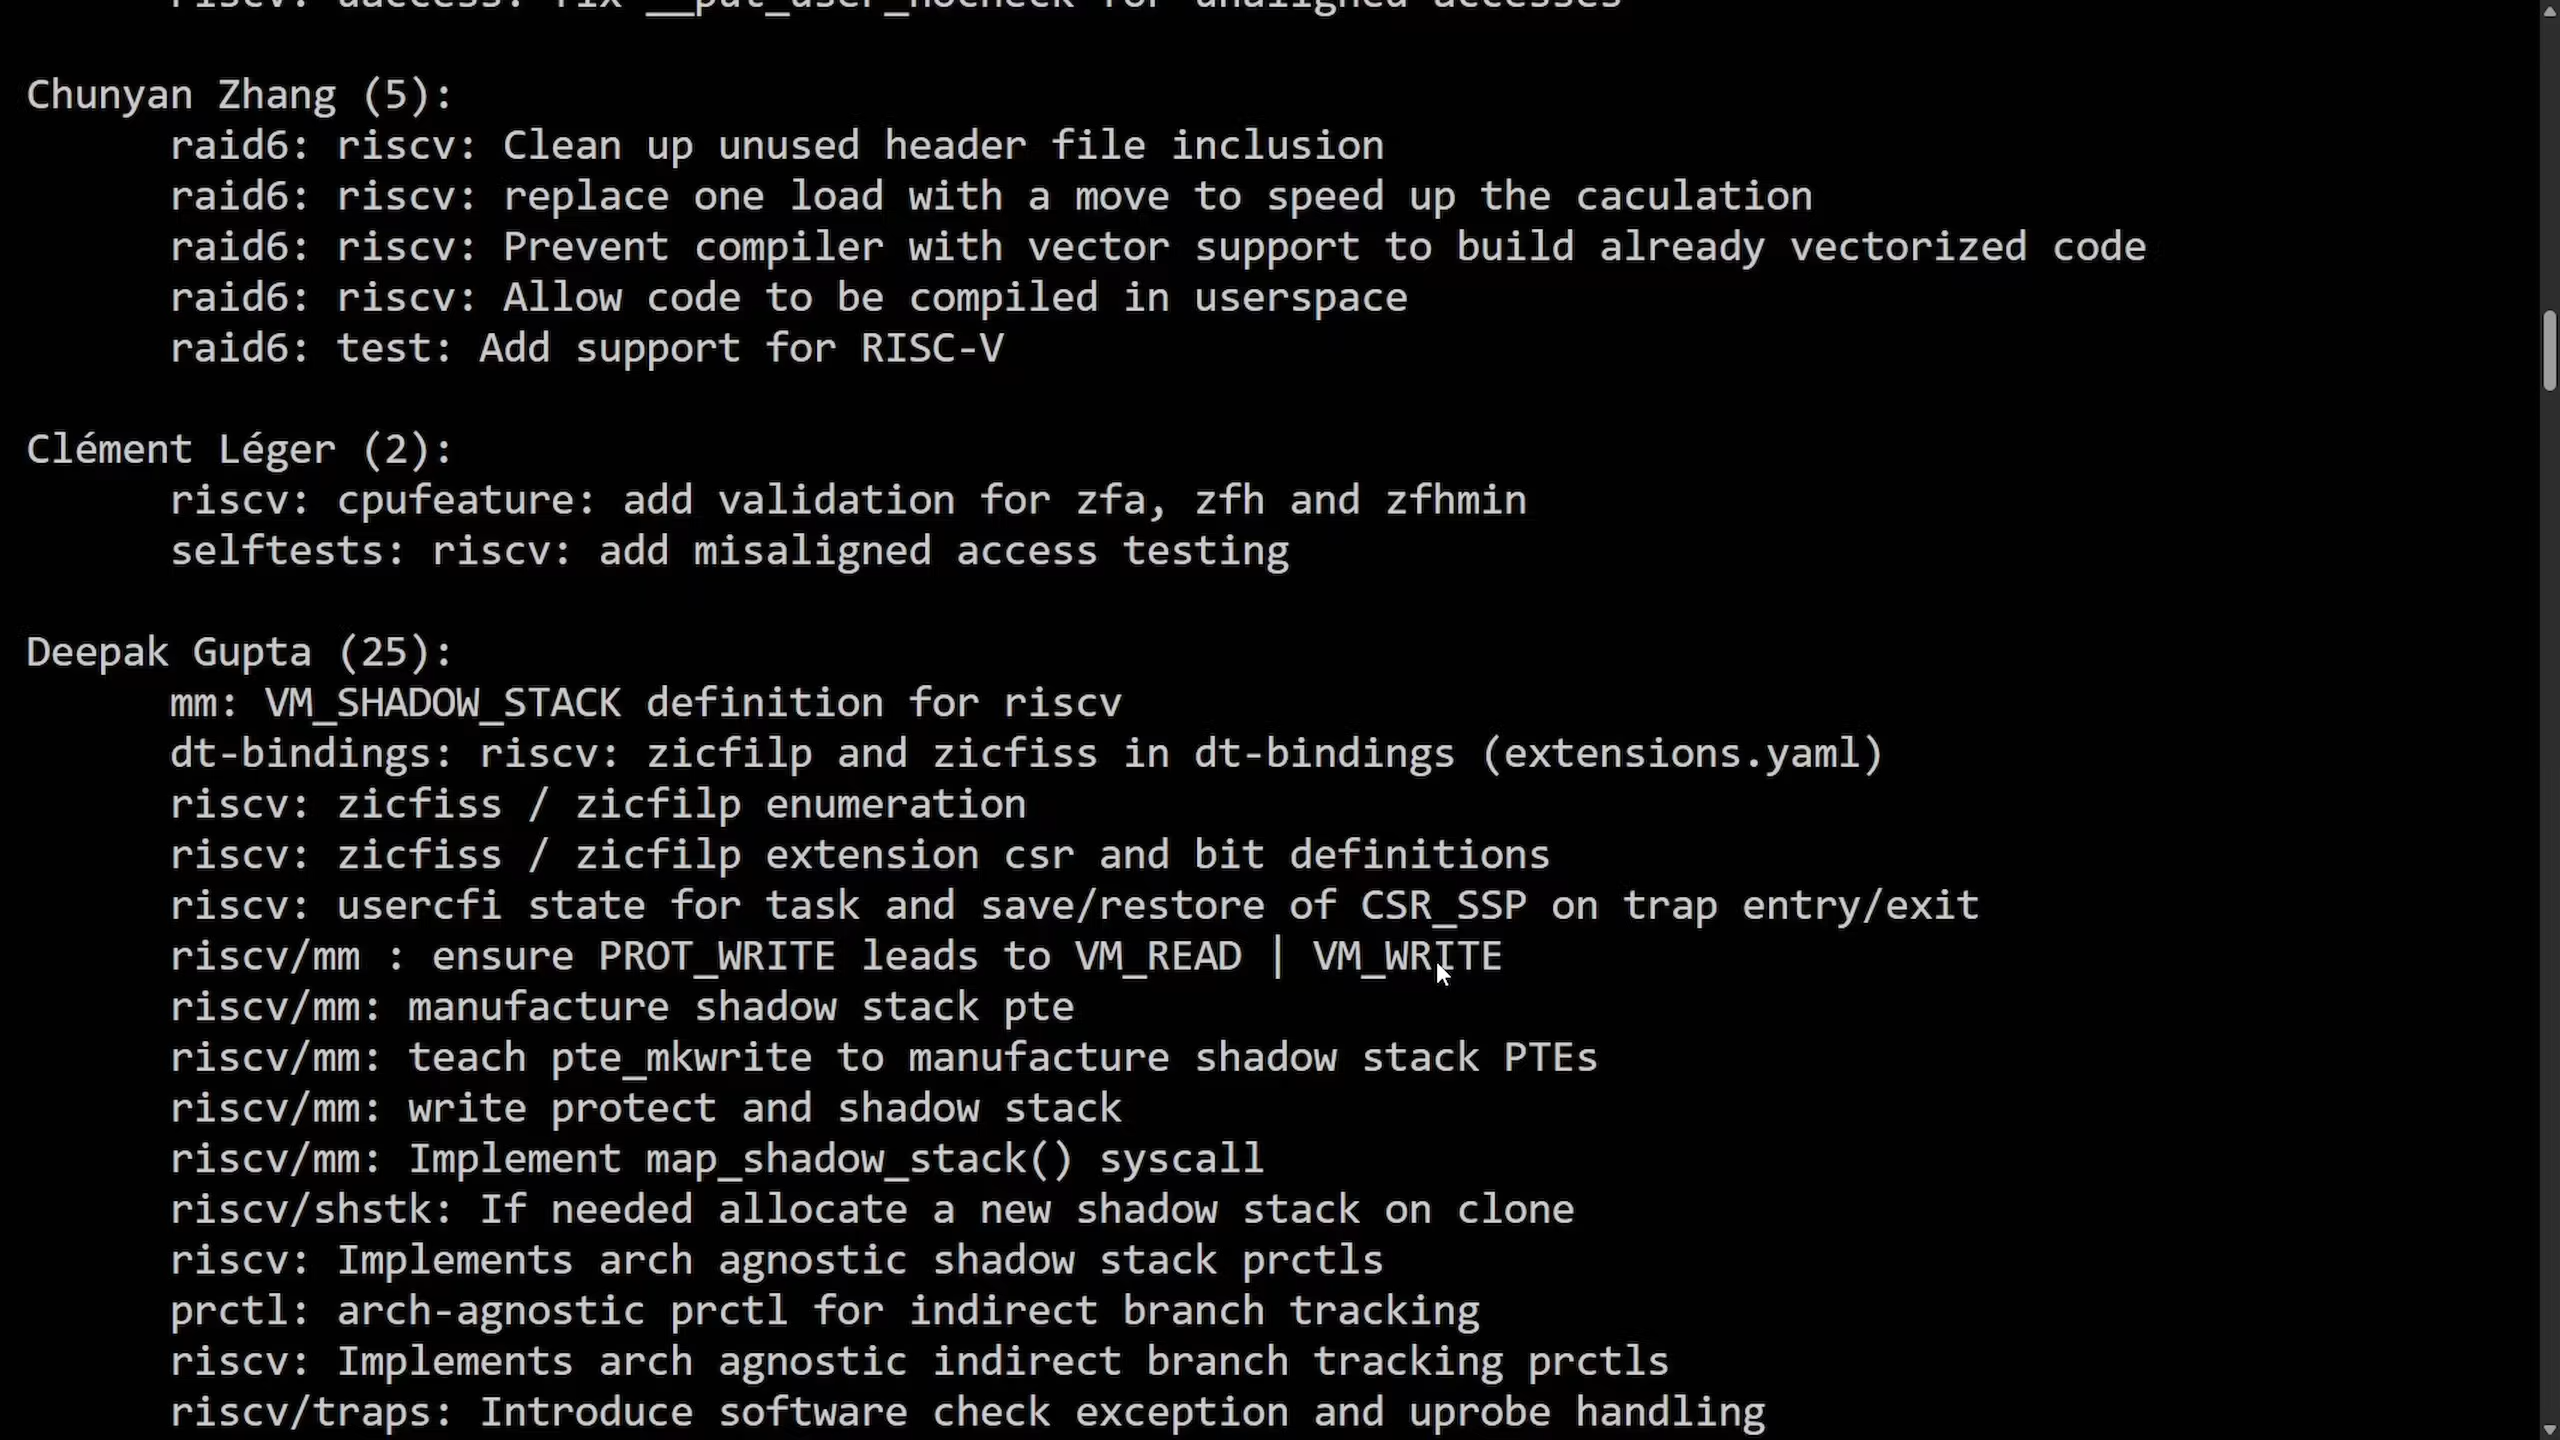 riscv: uaccess: fix __put_user_nocheck for unaligned accesses
Chunyan Zhang (5):
raid6: riscv: Clean up unused header file inclusion
raid6: riscv: replace one load with a move to speed up the caculation
raid6: riscv: Prevent compiler with vector support to build already vectorized code
raid6: riscv: Allow code to be compiled in userspace
raid6: test: Add support for RISC-V
Clément Léger (2):
riscv: cpufeature: add validation for zfa, zfh and zfhmin
selftests: riscv: add misaligned access testing
Deepak Gupta (25):
mm: VM_SHADOW_STACK definition for riscv
dt-bindings: riscv: zicfilp and zicfiss in dt-bindings (extensions.yaml)
riscv: zicfiss / zicfilp enumeration
riscv: zicfiss / zicfilp extension csr and bit definitions
riscv: usercfi state for task and save/restore of CSR_SSP on trap entry/exit
riscv/mm : ensure PROT_WRITE leads to VM_READ | VM_WRITE
riscv/mm: manufacture shadow stack pte
riscv/mm: teach pte_mkwrite to manufacture shadow stack PTEs
riscv/mm: write protect and shadow stack
riscv/mm: Implement map_shadow_stack() syscall
riscv/shstk: If needed allocate a new shadow stack on clone
riscv: Implements arch agnostic shadow stack prctls
prctl: arch-agnostic prctl for indirect branch tracking
riscv: Implements arch agnostic indirect branch tracking prctls
riscv/traps: Introduce software check exception and uprobe handling